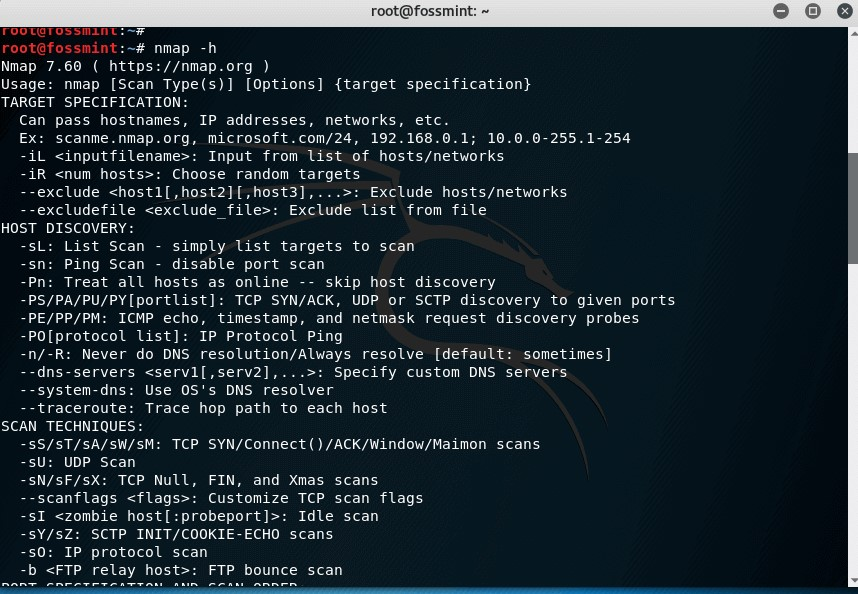 root@fossmint: ~
root@fossmint:~#
root@fossmint:~# nmap -h
Nmap 7.60 ( https://nmap.org )
Usage: nmap [Scan Type(s)] [Options] {target specification}
TARGET SPECIFICATION:
  Can pass hostnames, IP addresses, networks, etc.
  Ex: scanme.nmap.org, microsoft.com/24, 192.168.0.1; 10.0.0-255.1-254
  -iL <inputfilename>: Input from list of hosts/networks
  -iR <num hosts>: Choose random targets
  --exclude <host1[,host2][,host3],...>: Exclude hosts/networks
  --excludefile <exclude_file>: Exclude list from file
HOST DISCOVERY:
  -sL: List Scan - simply list targets to scan
  -sn: Ping Scan - disable port scan
  -Pn: Treat all hosts as online -- skip host discovery
  -PS/PA/PU/PY[portlist]: TCP SYN/ACK, UDP or SCTP discovery to given ports
  -PE/PP/PM: ICMP echo, timestamp, and netmask request discovery probes
  -PO[protocol list]: IP Protocol Ping
  -n/-R: Never do DNS resolution/Always resolve [default: sometimes]
  --dns-servers <serv1[,serv2],...>: Specify custom DNS servers
  --system-dns: Use OS's DNS resolver
  --traceroute: Trace hop path to each host
SCAN TECHNIQUES:
  -sS/sT/sA/sW/sM: TCP SYN/Connect()/ACK/Window/Maimon scans
  -sU: UDP Scan
  -sN/sF/sX: TCP Null, FIN, and Xmas scans
  --scanflags <flags>: Customize TCP scan flags
  -sI <zombie host[:probeport]>: Idle scan
  -sY/sZ: SCTP INIT/COOKIE-ECHO scans
  -sO: IP protocol scan
  -b <FTP relay host>: FTP bounce scan
PORT SPECIFICATION AND SCAN ORDER: